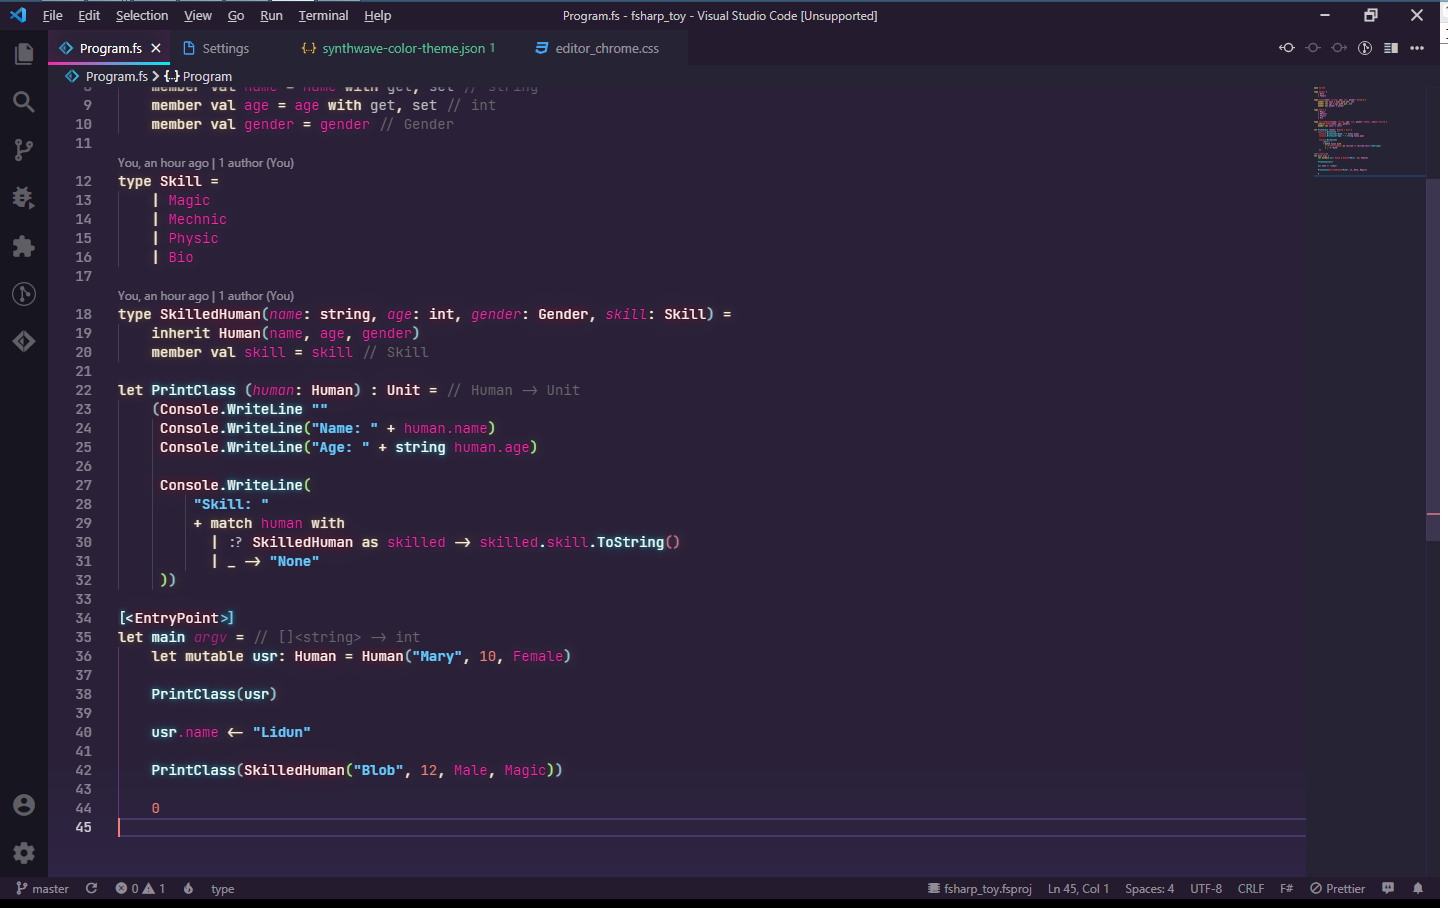 File Edit Selection View Go Run Terminal Help Program.fs - fsharp_toy - Visual Studio Code [Unsupported]
Program.fs Settings {..} synthwave-color-theme.json 1 editor_chrome.css
Program.fs > {..} Program
8 member val name = name with get, set // string
9 member val age = age with get, set // int
10 member val gender = gender // Gender
11
You, an hour ago | 1 author (You)
12 type Skill =
13 | Magic
14 | Mechnic
15 | Physic
16 | Bio
17
You, an hour ago | 1 author (You)
18 type SkilledHuman(name: string, age: int, gender: Gender, skill: Skill) =
19 inherit Human(name, age, gender)
20 member val skill = skill // Skill
21
22 let PrintClass (human: Human) : Unit = // Human -> Unit
23 (Console.WriteLine ""
24 Console.WriteLine("Name: " + human.name)
25 Console.WriteLine("Age: " + string human.age)
26
27 Console.WriteLine(
28 "Skill: "
29 + match human with
30 | :? SkilledHuman as skilled -> skilled.skill.ToString()
31 | _ -> "None"
32 ))
33
34 [<EntryPoint>]
35 let main argv = // []<string> -> int
36 let mutable usr: Human = Human("Mary", 10, Female)
37
38 PrintClass(usr)
39
40 usr.name <- "Lidun"
41
42 PrintClass(SkilledHuman("Blob", 12, Male, Magic))
43
44 0
45
master 0 1 type fsharp_toy.fsproj Ln 45, Col 1 Spaces: 4 UTF-8 CRLF F# Prettier